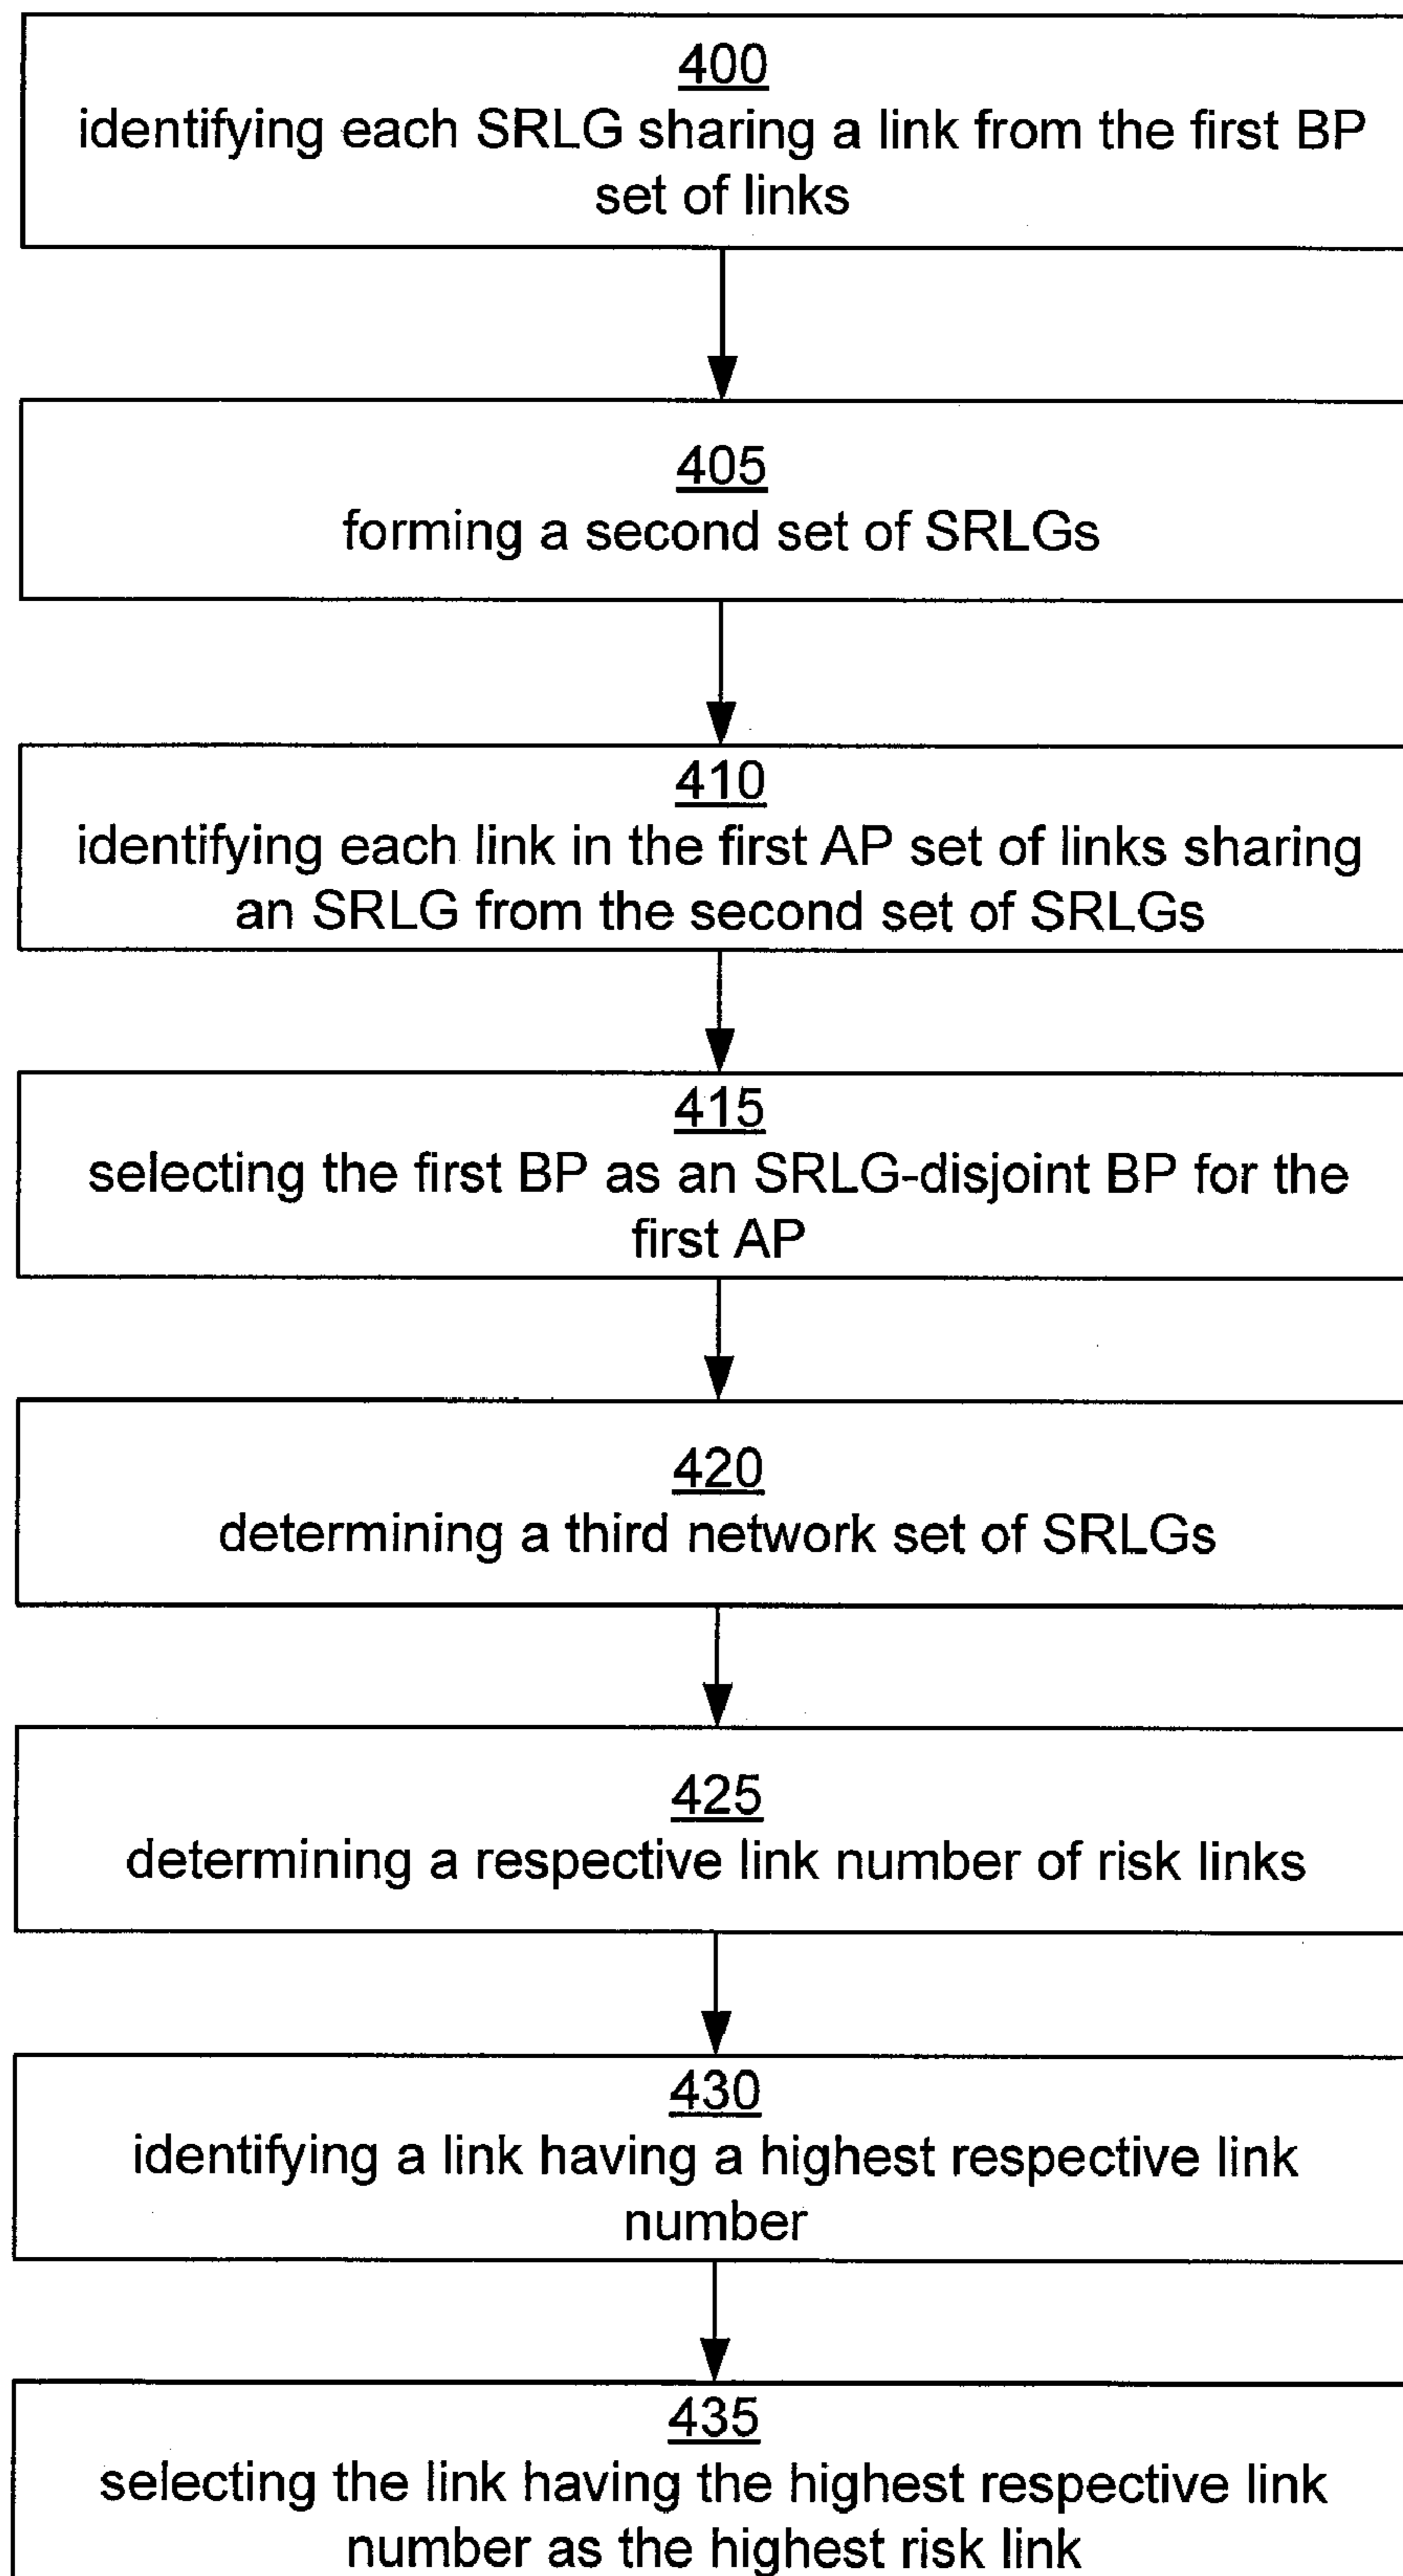 400
identifying each SRLG sharing a link from the first BP
set of links
405
forming a second set of SRLGs
410
identifying each link in the first AP set of links sharing
an SRLG from the second set of SRLGs
415
selecting the first BP as an SRLG-disjoint BP for the
first AP
420
determining a third network set of SRLGs
425
determining a respective link number of risk links
430
identifying a link having a highest respective link
number
435
selecting the link having the highest respective link
number as the highest risk link